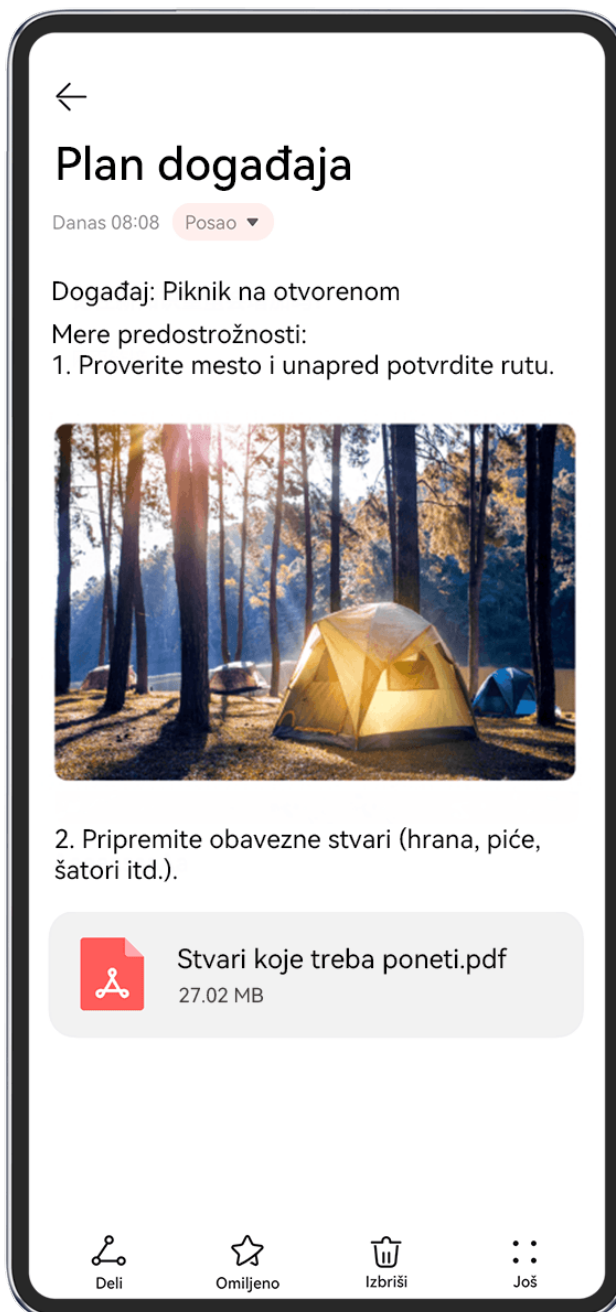 Plan događaja
Danas 08:08 Posao
Događaj: Piknik na otvorenom
Mere predostrožnosti:
1. Proverite mesto i unapred potvrdite rutu.
2. Pripremite obavezne stvari (hrana, piće,
šatori itd.).
Stvari koje treba poneti.pdf
27.02 MB
Deli Omiljeno Izbriši Još